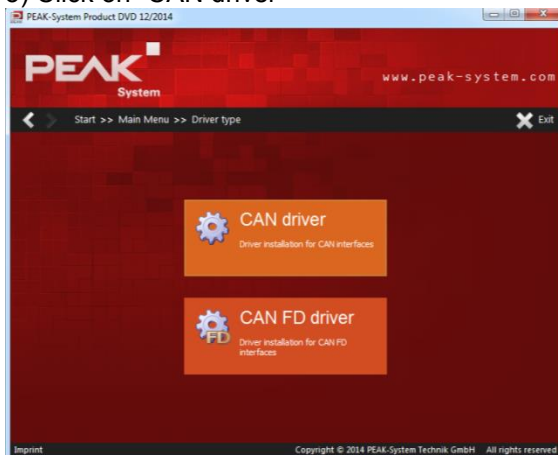 Click on "CAN driver"
PEAK-System Product DVD 12/2014
PEAK
System
www.peak-system.com
Start >> Main Menu >> Driver type
Exit
CAN driver
Driver installation for CAN interfaces
CAN FD driver
Driver installation for CAN FD
interfaces
FD
Imprint
Copyright © 2014 PEAK-System Technik GmbH All rights reserved